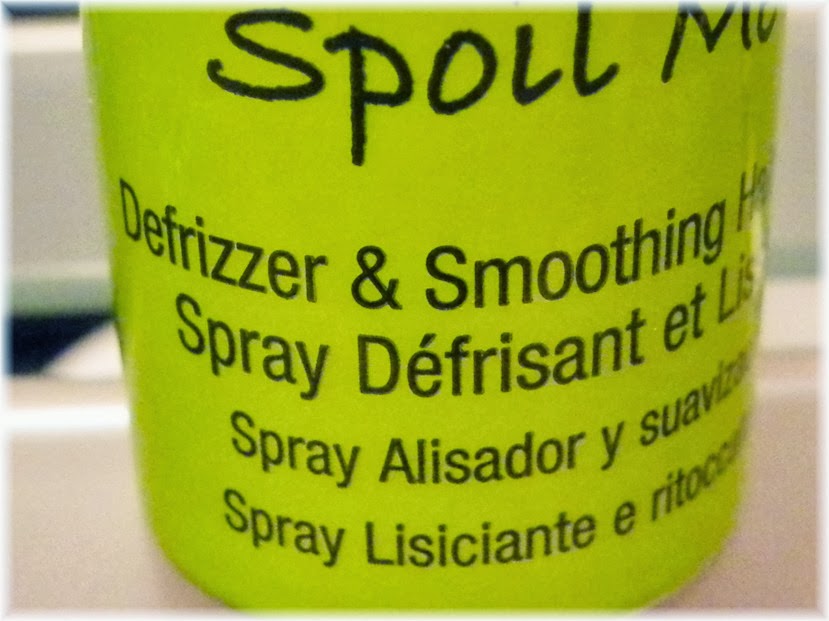 Spoil
Defrizzer & Smoothing
Spray Défrisant et
Spray Alisador y
Spray Lisiciante e